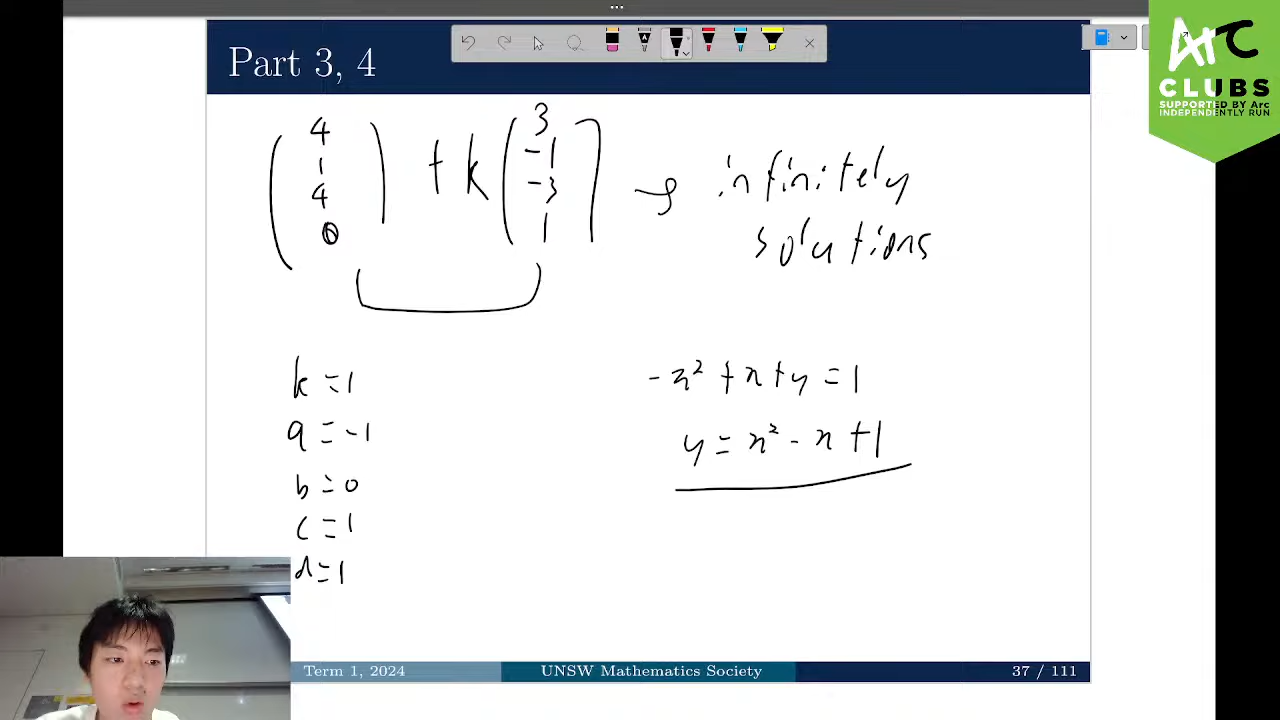 Part 3, 4
ARC
CLUBS
SUPPORTED BY Arc
INDEPENDENTLY RUN
4
1
4
0
+ k
3
-1
-3
1
infinitely
solutions
k = 1
a = -1
b = 0
c = 1
d = 1
-x² + x + y = 1
y = x² - x + 1
Term 1, 2024
UNSW Mathematics Society
37 / 111